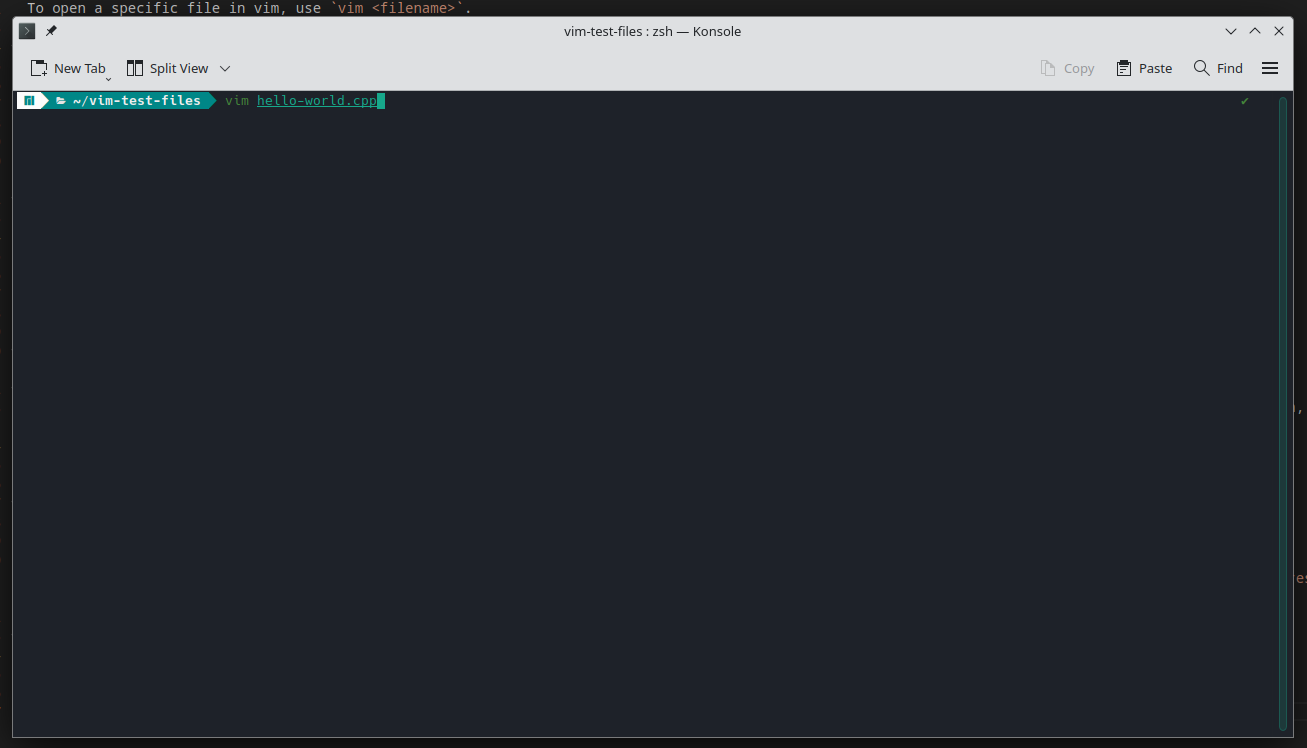 To open a specific file in vim, use `vim <filename>`.
vim-test-files : zsh — Konsole
New Tab Split View Copy Paste Find
~/vim-test-files vim hello-world.cpp